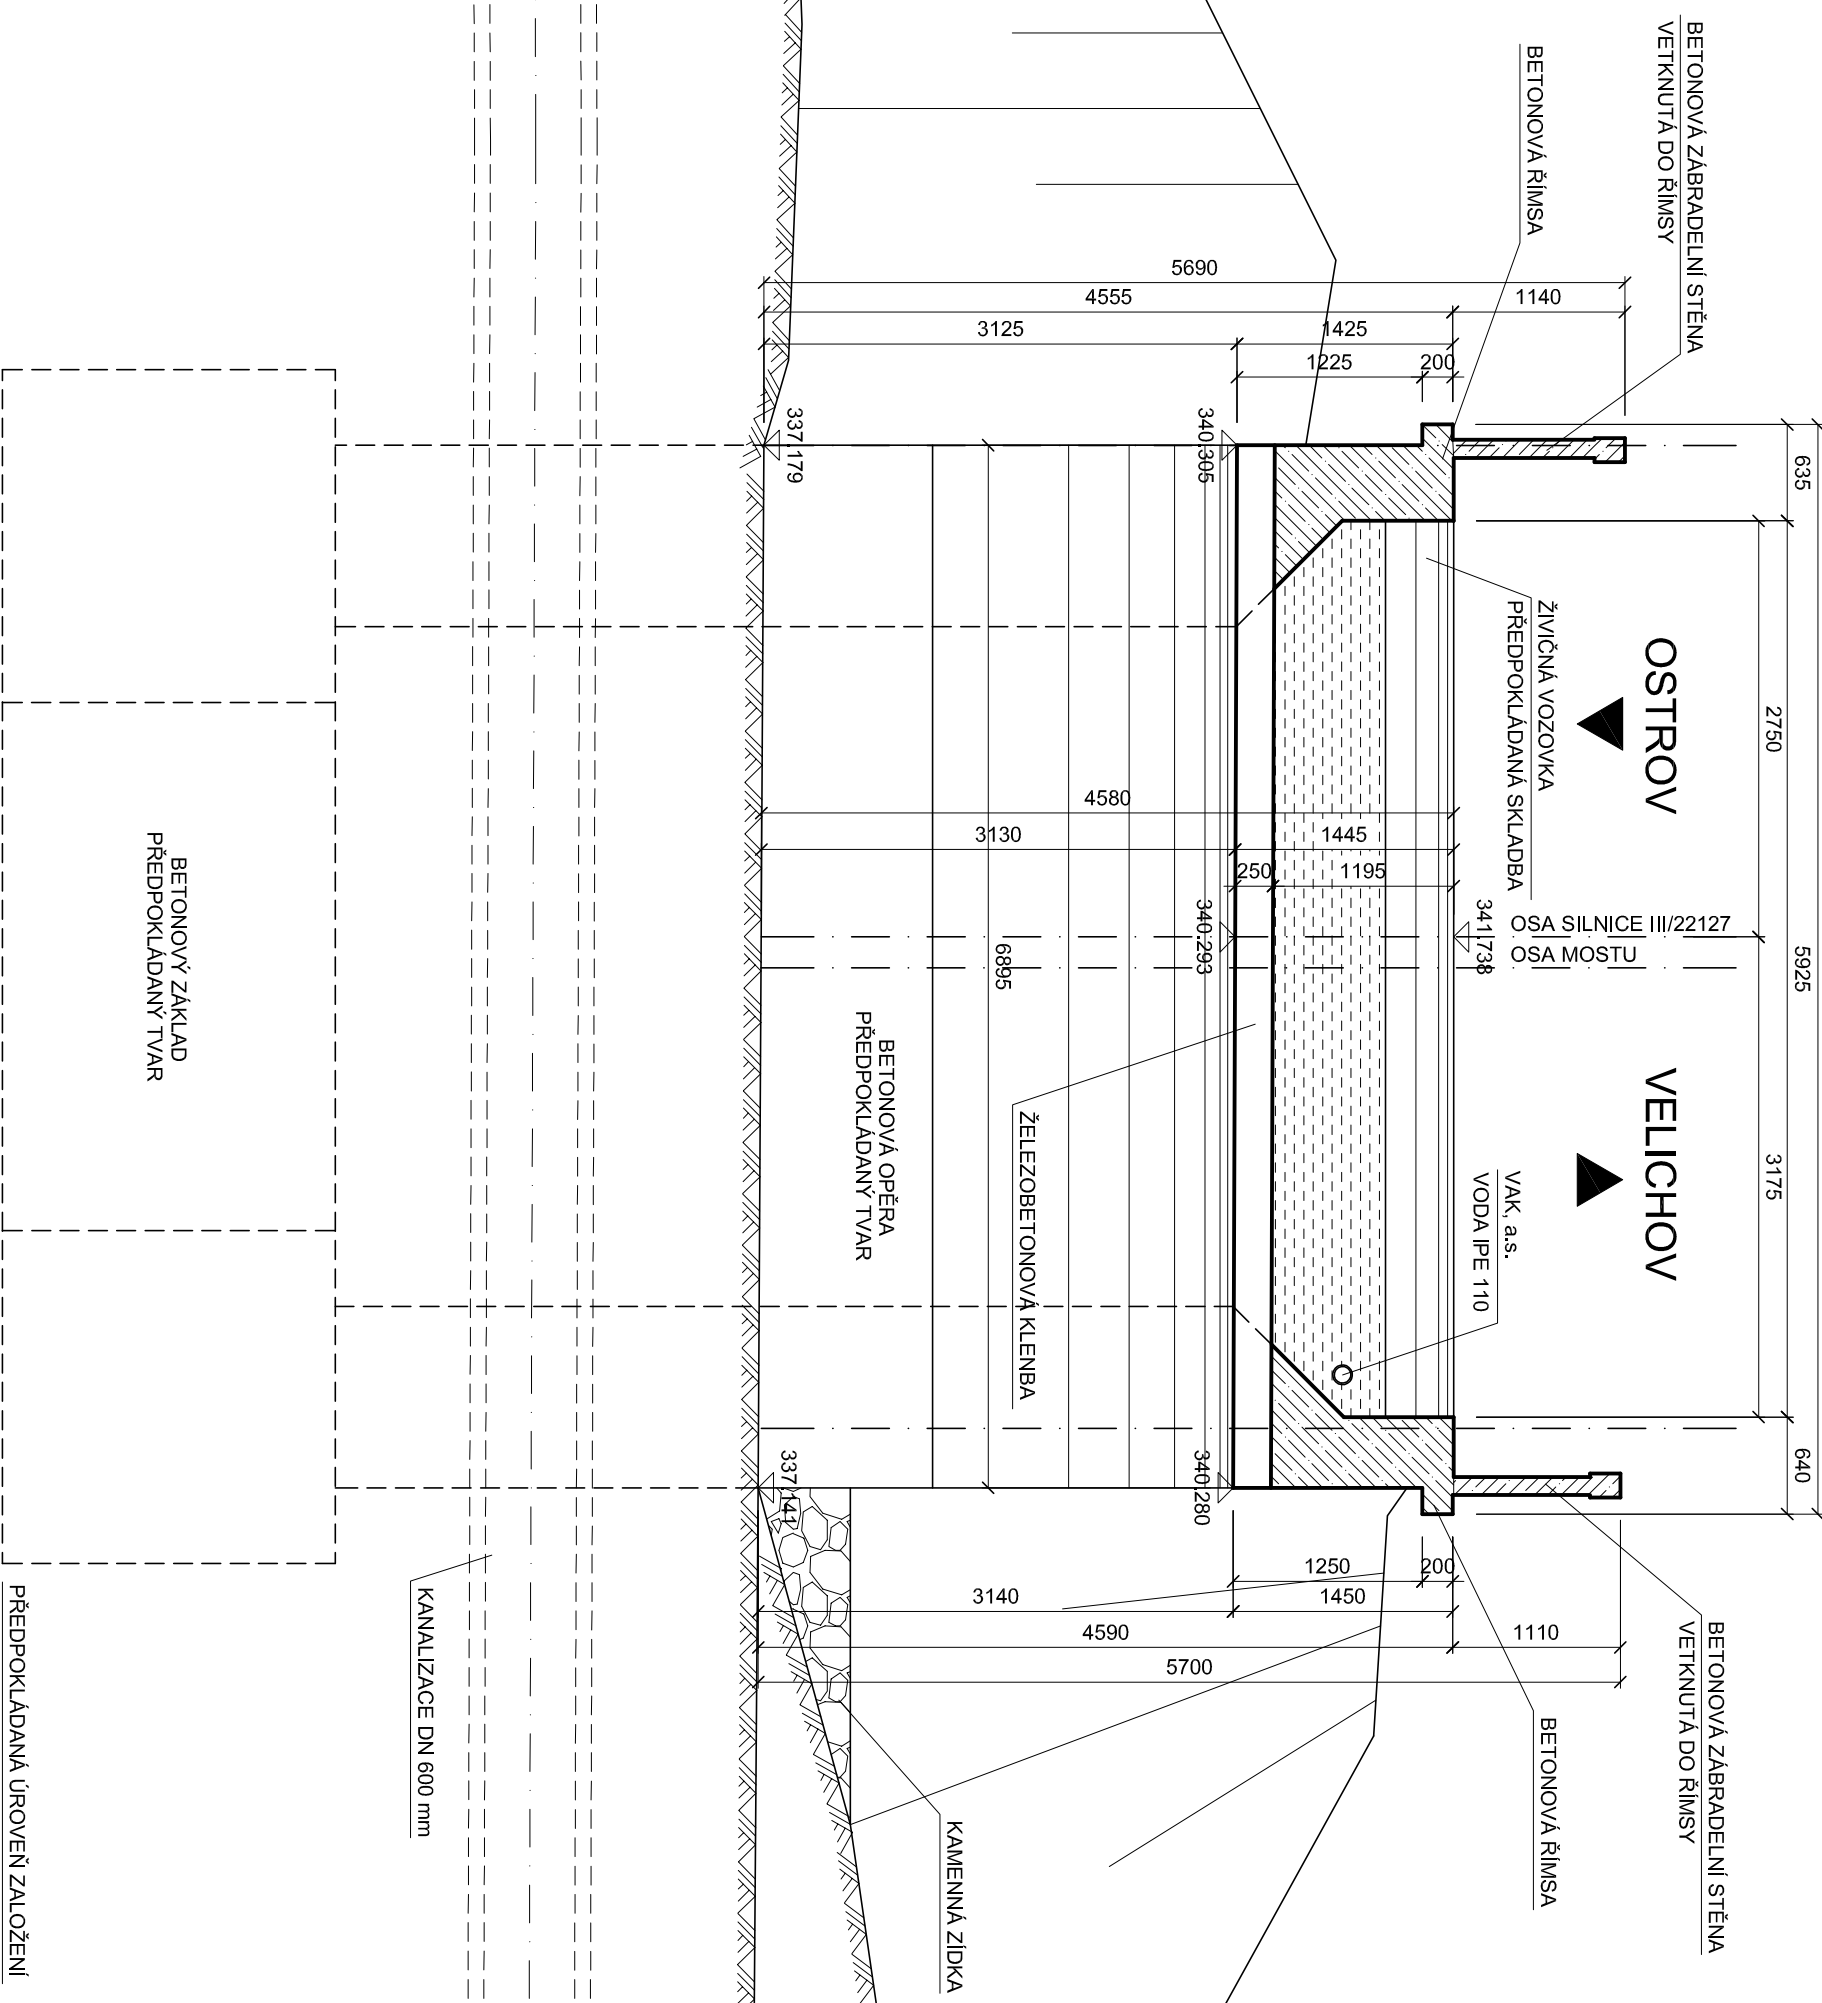 BETONOVÁ ZÁBRADELNÍ STĚNA
VETKNUTÁ DO ŘÍMSY
BETONOVÁ ŘÍMSA
5690
4555
1140
3125
1425
1225
200
337.179
340.305
635
2750
5925
3175
640
OSTROV
VELICHOV
ŽIVIČNÁ VOZOVKA
PŘEDPOKLÁDANÁ SKLADBA
4580
3130
1445
250
1195
340.293
341.738
OSA SILNICE III/22127
OSA MOSTU
6895
VAK, a.s.
VODA IPE 110
ŽELEZOBETONOVÁ KLENBA
BETONOVÁ OPĚRA
PŘEDPOKLÁDANÝ TVAR
BETONOVÝ ZÁKLAD
PŘEDPOKLÁDANÝ TVAR
337.141
340.280
1250
200
3140
1450
4590
1110
5700
BETONOVÁ ZÁBRADELNÍ STĚNA
VETKNUTÁ DO ŘÍMSY
BETONOVÁ ŘÍMSA
KAMENNÁ ZÍDKA
KANALIZACE DN 600 mm
PŘEDPOKLÁDANÁ ÚROVEŇ ZALOŽENÍ